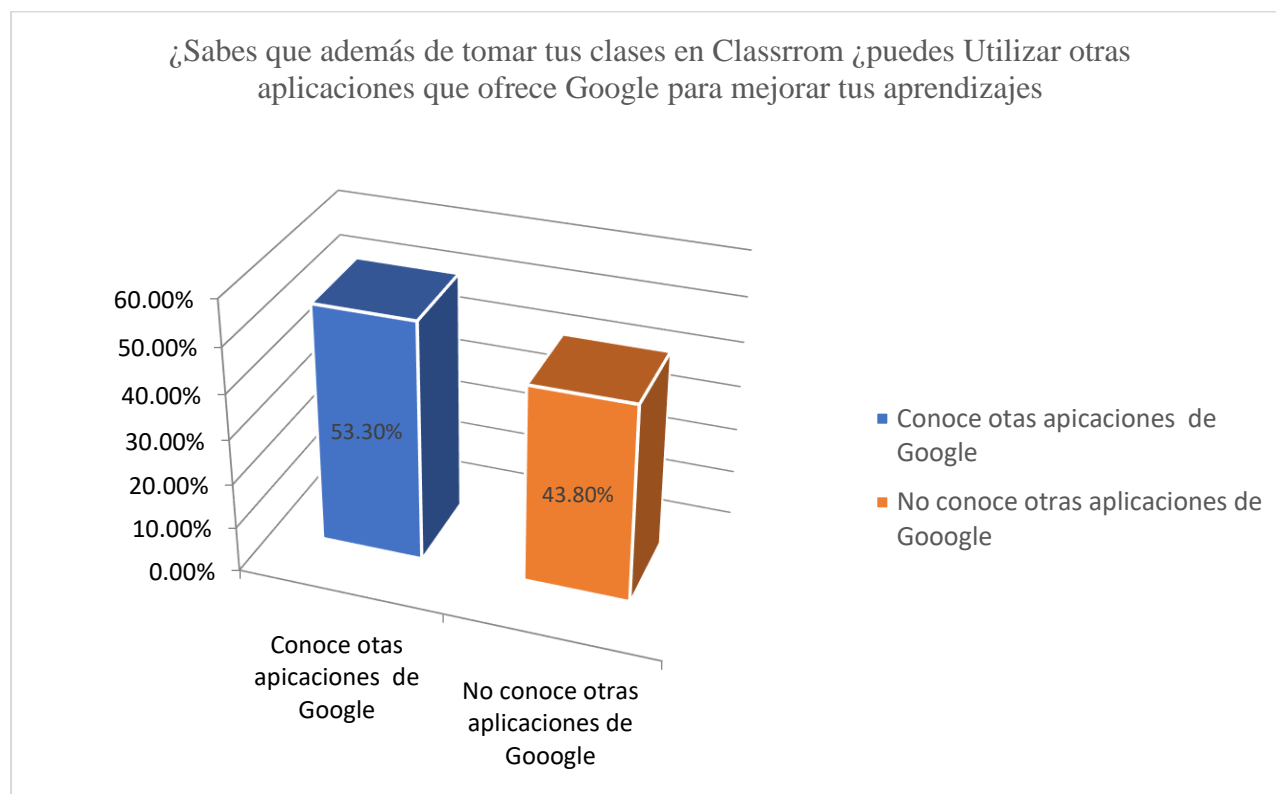 ¿Sabes que además de tomar tus clases en Classrrom ¿puedes Utilizar otras
aplicaciones que ofrece Google para mejorar tus aprendizajes
60.00%
50.00%
40.00%
30.00%
20.00%
10.00%
0.00%
53.30%
43.80%
Conoce otas
apicaciones de
Google
No conoce otras
aplicaciones de
Gooogle
Conoce otas apicaciones de
Google
No conoce otras aplicaciones de
Gooogle